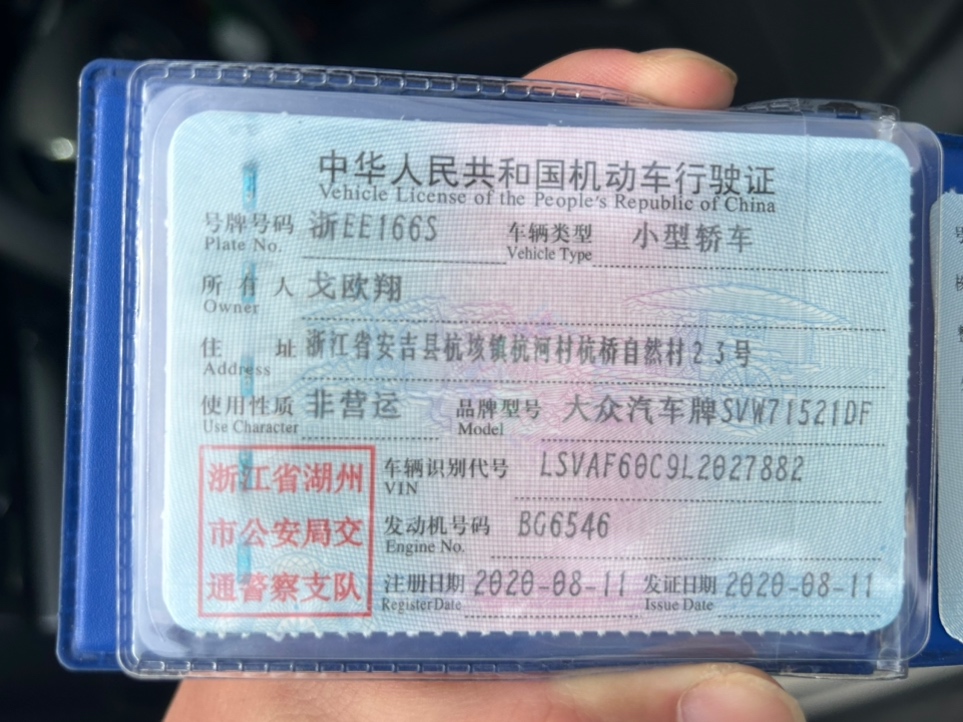 中华人民共和国机动车行驶证
Vehicle License of the People's Republic of China
号牌号码 浙EE166S 车辆类型 小型轿车
Plate No. Vehicle Type
所有人 戈欧翔
Owner
住址 浙江省安吉县杭垓镇杭河村杭桥自然村23号
Address
使用性质 非营运 品牌型号 大众汽车牌SVW71521DF
Use Character Model
浙江省湖州
市公安局交
通警察支队
车辆识别代号 LSVAF60C9L2027882
VIN
发动机号码 BG6546
Engine No.
注册日期 2020-08-11 发证日期 2020-08-11
Register Date Issue Date